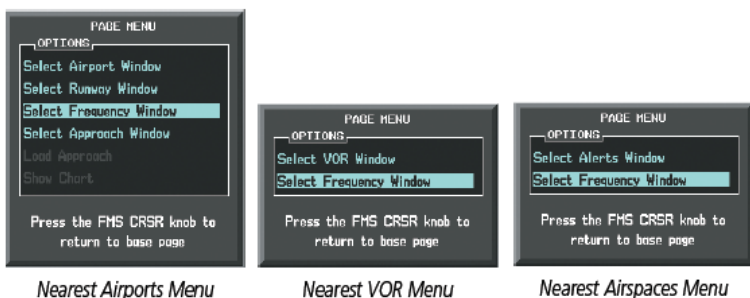 PAGE MENU
OPTIONS
Select Airport Window
Select Runway Window
Select Frequency Window
Select Approach Window
Load Approach
Show Chart
Press the FMS CRSR knob to
return to base page
Nearest Airports Menu
PAGE MENU
OPTIONS
Select VOR Window
Select Frequency Window
Press the FMS CRSR knob to
return to base page
Nearest VOR Menu
PAGE MENU
OPTIONS
Select Alerts Window
Select Frequency Window
Press the FMS CRSR knob to
return to base page
Nearest Airspaces Menu